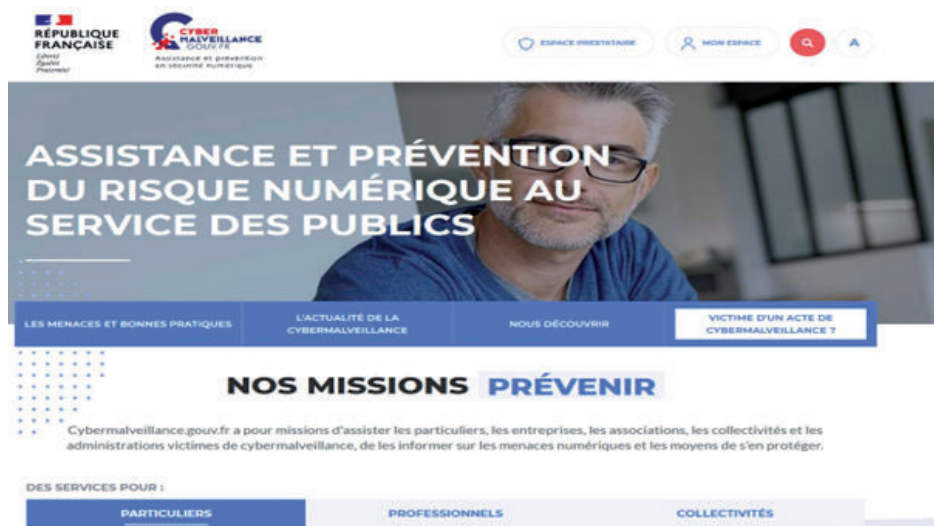 RÉPUBLIQUE
FRANÇAISE
Liberté
Égalité
Fraternité
CYBER
MALVEILLANCE
.GOUV.FR
Assistance et prévention
en sécurité numérique
ESPACE PRESTATAIRE
MON ESPACE
A
ASSISTANCE ET PRÉVENTION
DU RISQUE NUMÉRIQUE AU
SERVICE DES PUBLICS
LES MENACES ET BONNES PRATIQUES
L'ACTUALITÉ DE LA
CYBERMALVEILLANCE
NOUS DÉCOUVRIR
VICTIME D'UN ACTE DE
CYBERMALVEILLANCE ?
NOS MISSIONS PRÉVENIR
Cybermalveillance.gouv.fr a pour missions d'assister les particuliers, les entreprises, les associations, les collectivités et les
administrations victimes de cybermalveillance, de les informer sur les menaces numériques et les moyens de s'en protéger.
DES SERVICES POUR :
PARTICULIERS
PROFESSIONNELS
COLLECTIVITÉS